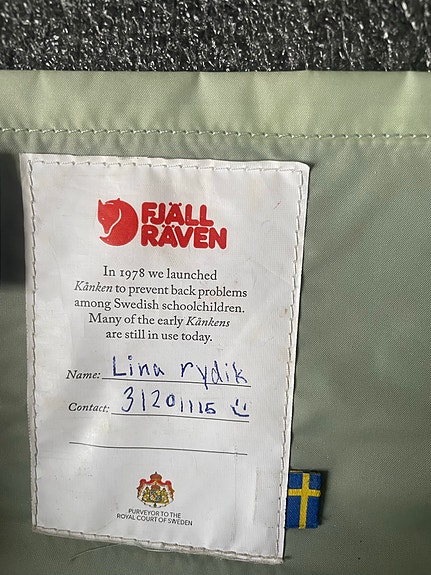 FJÄLL
RÄVEN
In 1978 we launched
Kånken to prevent back problems
among Swedish schoolchildren.
Many of the early Kånkens
are still in use today.
Name: Lina rydik
Contact: 31201115
PURVEYOR TO THE
ROYAL COURT OF SWEDEN